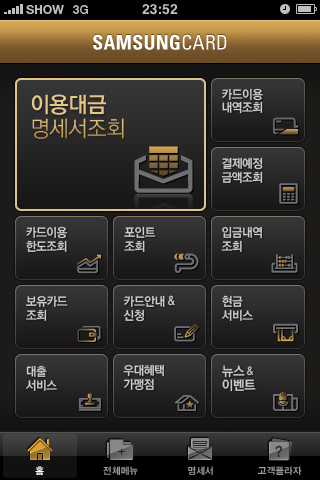 SHOW 3G 23:52
SAMSUNGCARD
이용대금
명세서조회
카드이용
내역조회
결제예정
금액조회
카드이용
한도조회
포인트
조회
입금내역
조회
보유카드
조회
카드안내 &
신청
현금
서비스
대출
서비스
우대혜택
가맹점
뉴스 &
이벤트
홈
전체메뉴
명세서
고객플라자